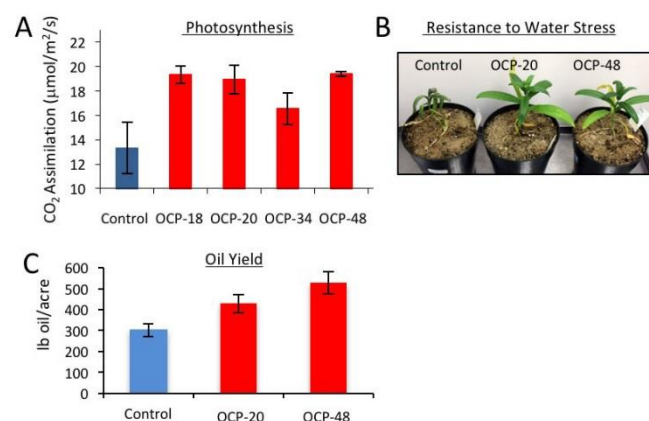 A
Photosynthesis
CO₂ Assimilation (μmol/m²/s)
22
20
18
16
14
12
10
Control OCP-18 OCP-20 OCP-34 OCP-48
B
Resistance to Water Stress
Control OCP-20 OCP-48
C
Oil Yield
lb oil/acre
600
500
400
300
200
100
0
Control OCP-20 OCP-48